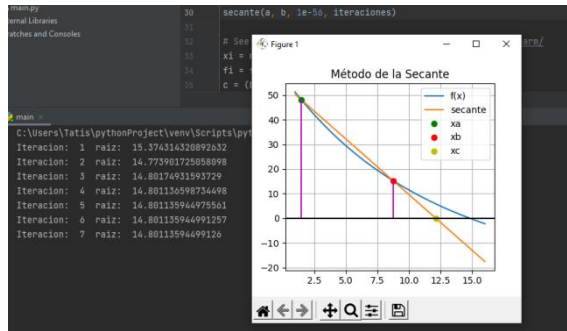 main.py
ernal Libraries
ratches and Consoles
30
secante(a, b, 1e-56, iteraciones)
31
32
# See
33
xi =
34
fi =
35
c =
main
C:\Users\Tatis\pythonProject\venv\Scripts\pyt
Iteracion: 1 raiz: 15.374314320892632
Iteracion: 2 raiz: 14.773901725058098
Iteracion: 3 raiz: 14.80174931593729
Iteracion: 4 raiz: 14.801136598734498
Iteracion: 5 raiz: 14.80113594975561
Iteracion: 6 raiz: 14.801135944991257
Iteracion: 7 raiz: 14.80113594499126
Figure 1
Método de la Secante
f(x)
secante
xa
xb
xc
50
40
30
20
10
0
−10
−20
2.5 5.0 7.5 10.0 12.5 15.0